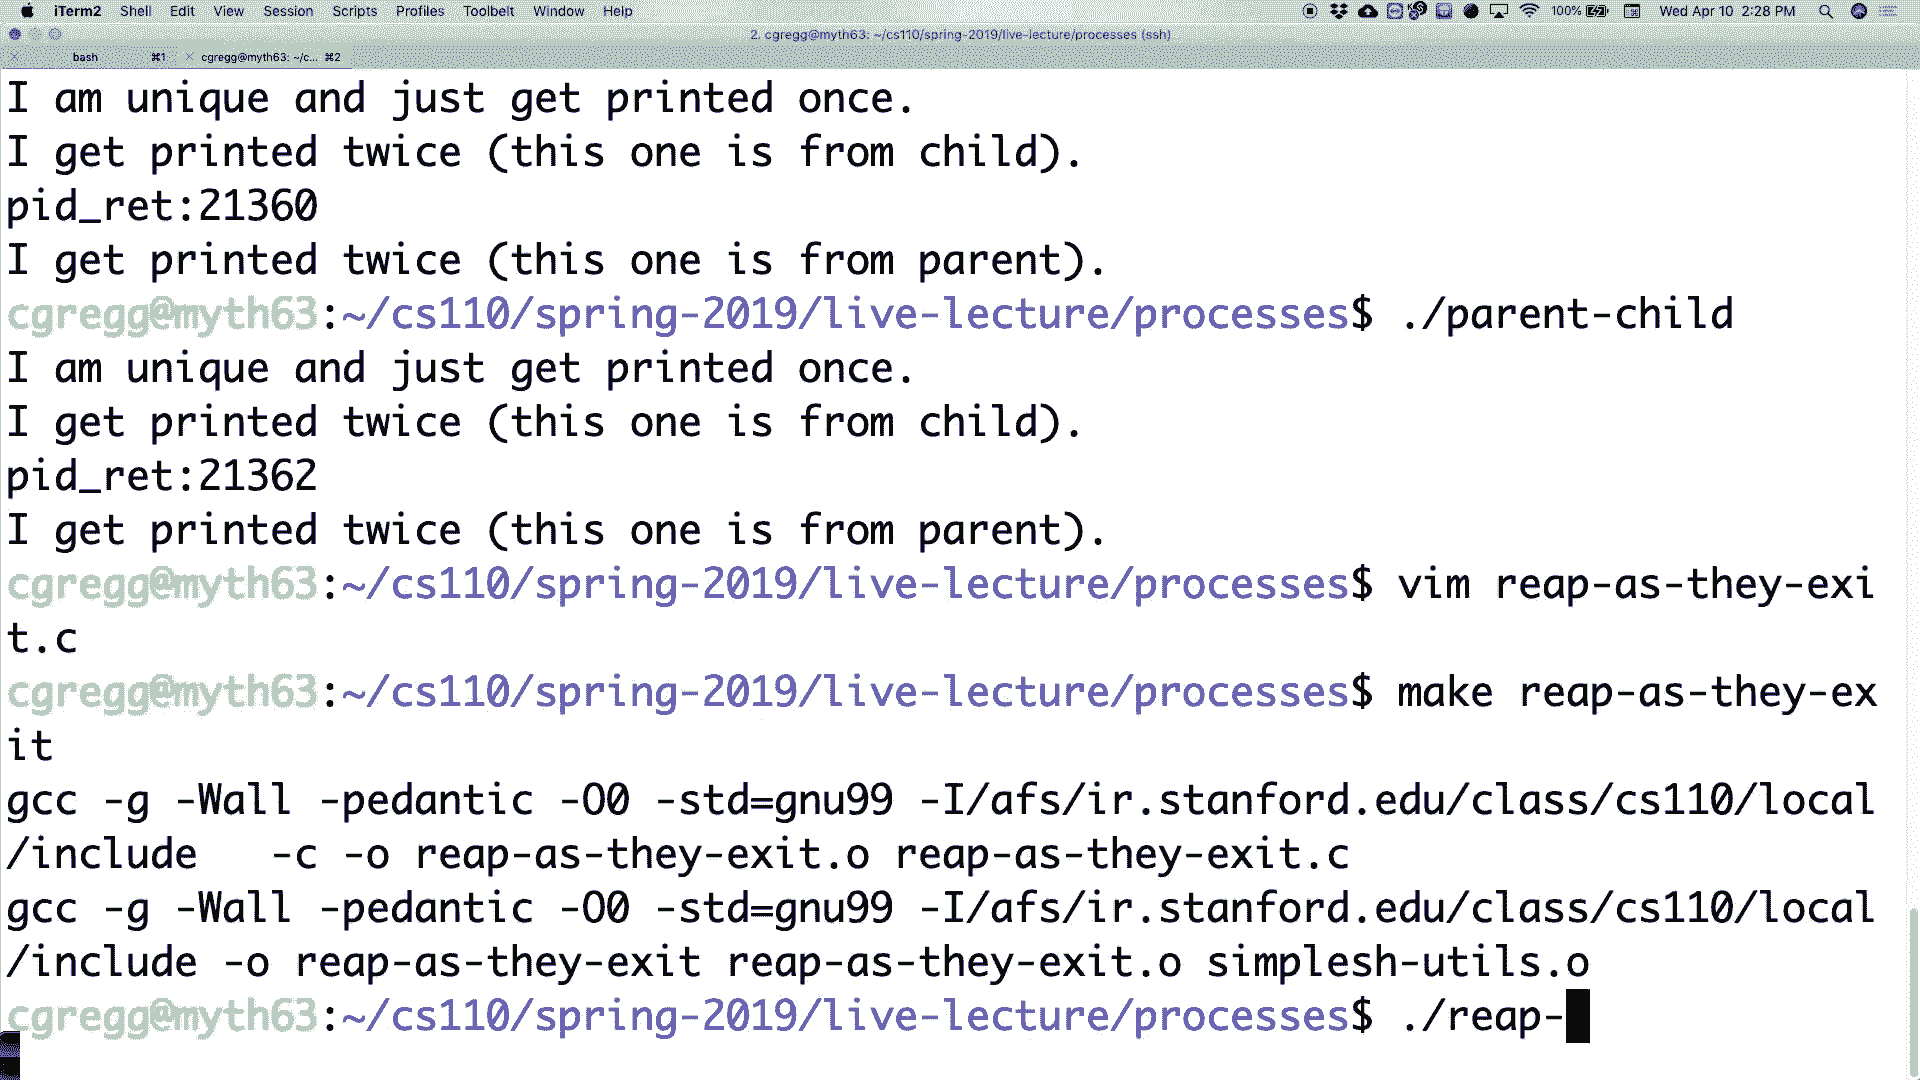 iTerm2 Shell Edit View Session Scripts Profiles Toolbelt Window Help 100% Wed Apr 10 2:28 PM
2. cgregg@myth63: ~/cs110/spring-2019/live-lecture/processes (ssh)
bash ⌘1 cgregg@myth63: ~/c... ⌘2
I am unique and just get printed once.
I get printed twice (this one is from child).
pid_ret:21360
I get printed twice (this one is from parent).
cgregg@myth63:~/cs110/spring-2019/live-lecture/processes$ ./parent-child
I am unique and just get printed once.
I get printed twice (this one is from child).
pid_ret:21362
I get printed twice (this one is from parent).
cgregg@myth63:~/cs110/spring-2019/live-lecture/processes$ vim reap-as-they-exi
t.c
cgregg@myth63:~/cs110/spring-2019/live-lecture/processes$ make reap-as-they-ex
it
gcc -g -Wall -pedantic -O0 -std=gnu99 -I/afs/ir.stanford.edu/class/cs110/local
/include   -c -o reap-as-they-exit.o reap-as-they-exit.c
gcc -g -Wall -pedantic -O0 -std=gnu99 -I/afs/ir.stanford.edu/class/cs110/local
/include -o reap-as-they-exit reap-as-they-exit.o simplesh-utils.o
cgregg@myth63:~/cs110/spring-2019/live-lecture/processes$ ./reap-